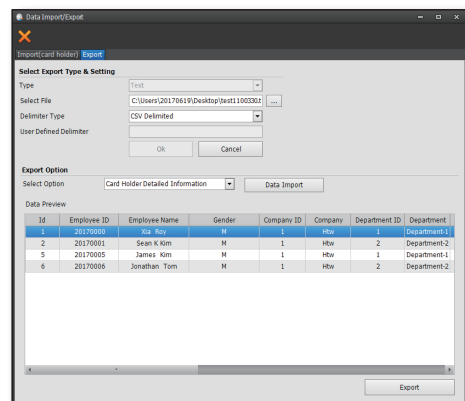 Data Import/Export
Import(card holder) Export
Select Export Type & Setting
Type Text
Select File C:\Users\20170619\Desktop\test1100330.t ...
Delimiter Type CSV Delimited
User Defined Delimiter
Ok Cancel
Export Option
Select Option Card Holder Detailed Information Data Import
Data Preview
Id Employee ID Employee Name Gender Company ID Company Department ID Department
1 20170000 Xia Roy M 1 Htw 1 Department-1
2 20170001 Sean K Kim M 1 Htw 2 Department-2
5 20170005 James Kim M 1 Htw 1 Department-1
6 20170006 Jonathan Tom M 1 Htw 2 Department-2
Export